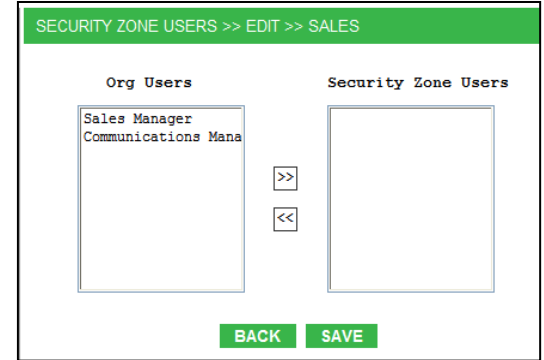 SECURITY ZONE USERS >> EDIT >> SALES
Org Users
Security Zone Users
Sales Manager
Communications Mana
>>
<<
BACK
SAVE